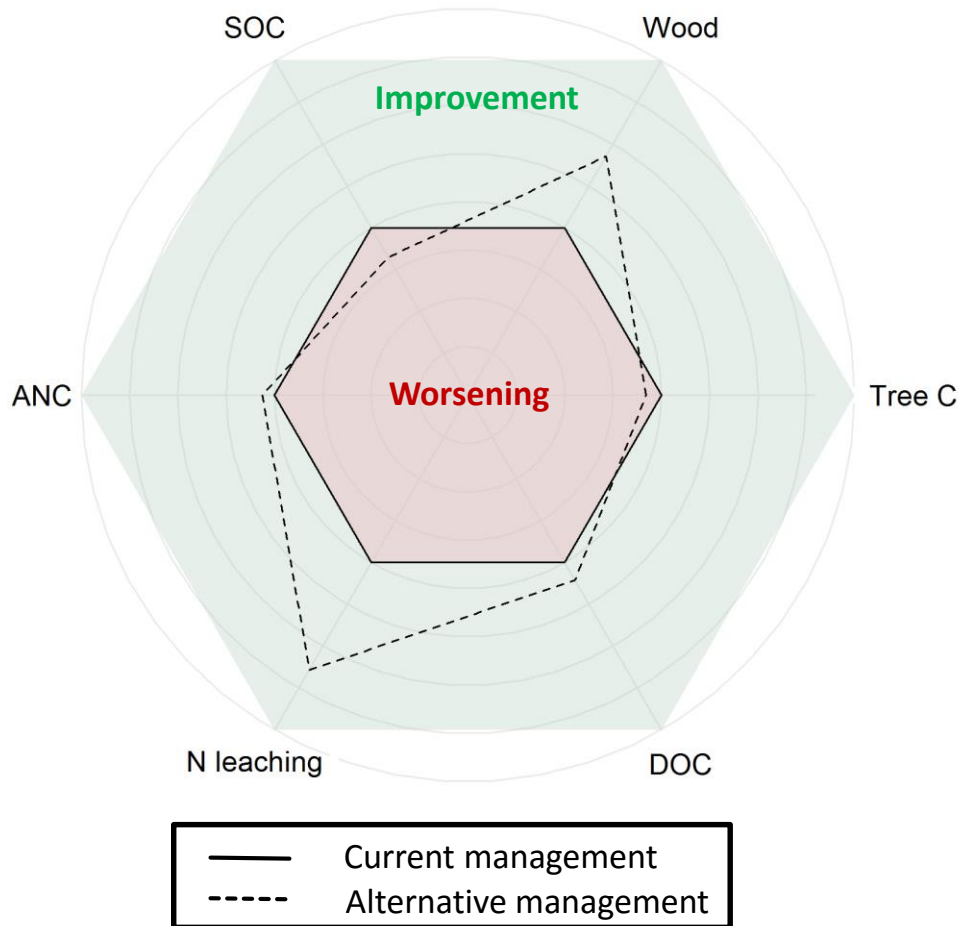 SOC
Wood
Improvement
ANC
Worsening
Tree C
N leaching
DOC
Current management
Alternative management